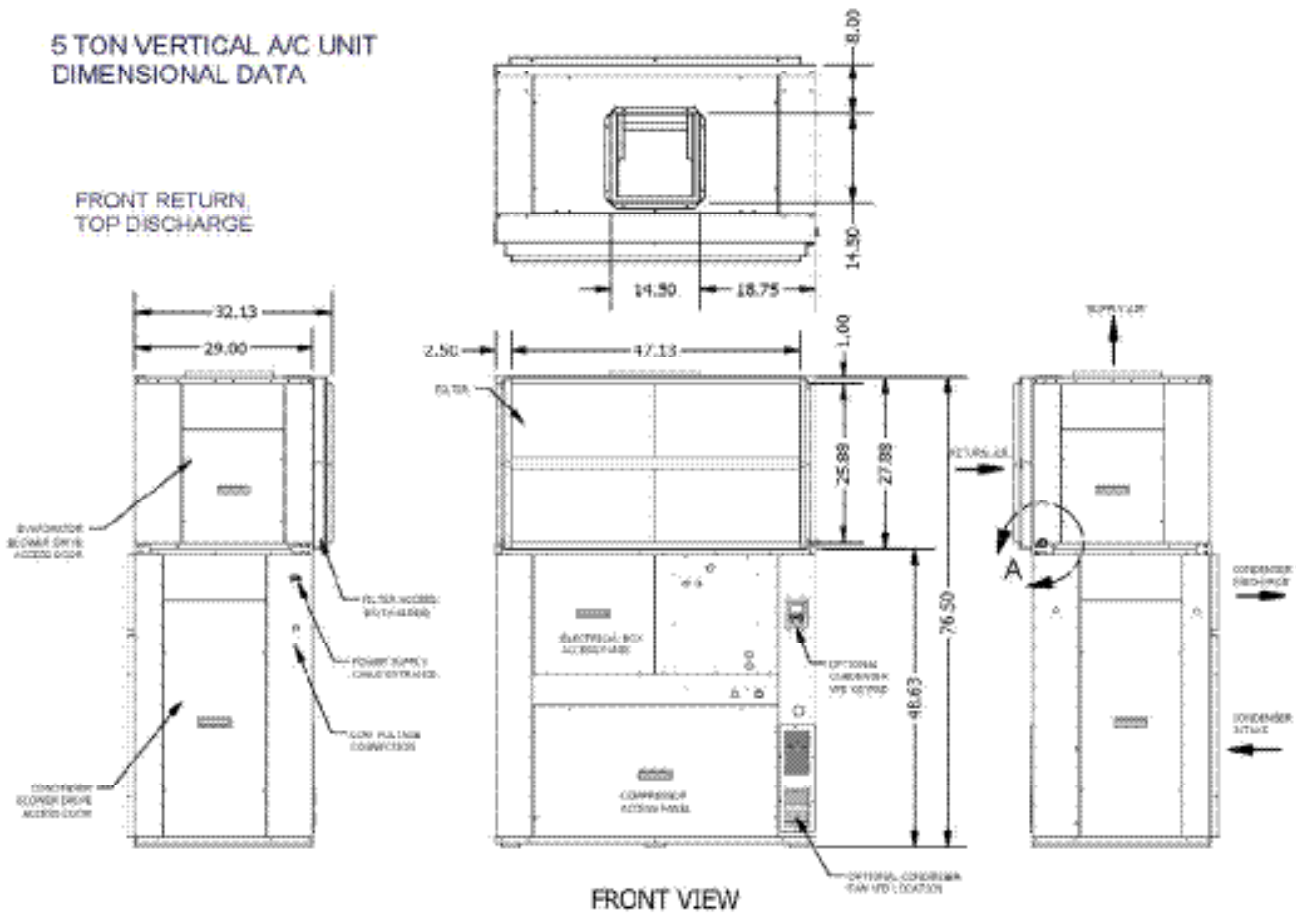 5 TON VERTICAL A/C UNIT
DIMENSIONAL DATA
FRONT RETURN,
TOP DISCHARGE
8.00
14.50
14.50
18.75
32.13
29.00
2.50
47.13
1.00
FILTER
25.88
27.88
76.50
48.63
SUPPLY AIR
RETURN AIR
A
EVAPORATOR
BLOWER DRIVE
ACCESS DOOR
FILTER ACCESS
POWER SUPPLY
LOW VOLTAGE
CONNECTION
CONDENSER
BLOWER DRIVE
ACCESS DOOR
ELECTRICAL BOX
ACCESS PANEL
OPTIONAL
CONDENSER
VFD KEYPAD
COMPRESSOR
ACCESS PANEL
OPTIONAL CONDENSER
FAN VFD LOCATION
CONDENSER
DISCHARGE
CONDENSER
INTAKE
FRONT VIEW